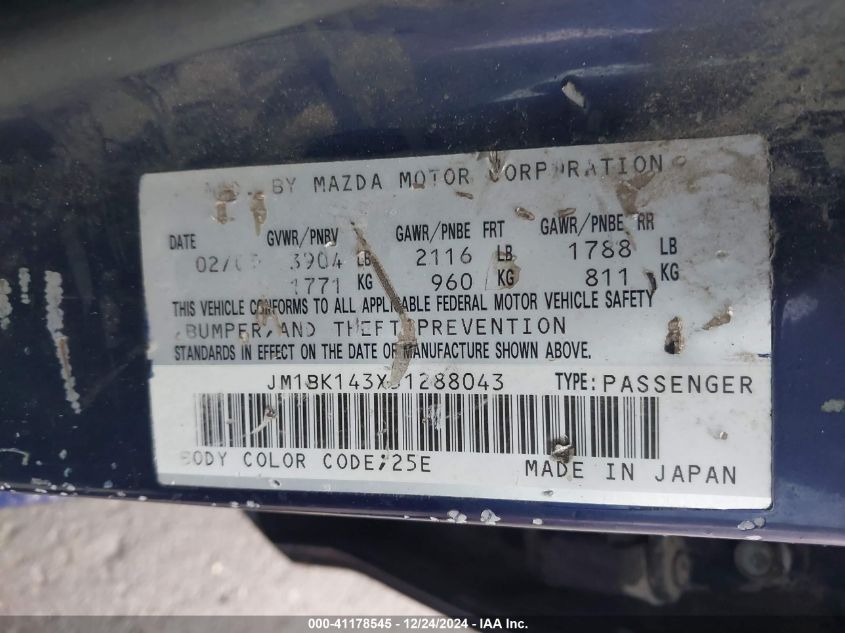 BY MAZDA MOTOR CORPORATION
DATE GVWR/PNBV GAWR/PNBE FRT GAWR/PNBE RR
3904 LB 2116 LB 1788 LB
1771 KG 960 KG 811 KG
THIS VEHICLE CONFORMS TO ALL APPLICABLE FEDERAL MOTOR VEHICLE SAFETY
,BUMPER, AND THEFT PREVENTION
STANDARDS IN EFFECT ON THE DATE OF MANUFACTURE SHOWN ABOVE.
TYPE: PASSENGER
BODY COLOR CODE;25E MADE IN JAPAN
000-41178545 - 12/24/2024 - IAA Inc.